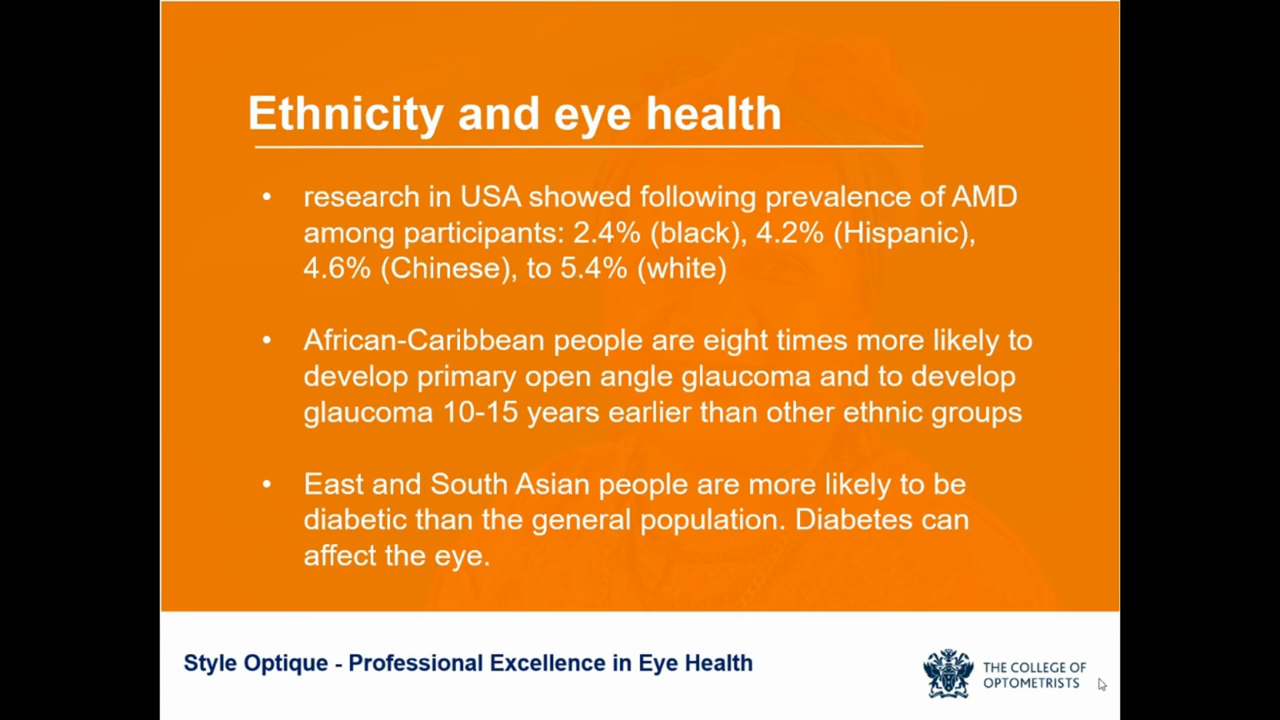 Ethnicity and eye health
• research in USA showed following prevalence of AMD
among participants: 2.4% (black), 4.2% (Hispanic),
4.6% (Chinese), to 5.4% (white)
• African-Caribbean people are eight times more likely to
develop primary open angle glaucoma and to develop
glaucoma 10-15 years earlier than other ethnic groups
• East and South Asian people are more likely to be
diabetic than the general population. Diabetes can
affect the eye.
Style Optique - Professional Excellence in Eye Health
THE COLLEGE OF
OPTOMETRISTS